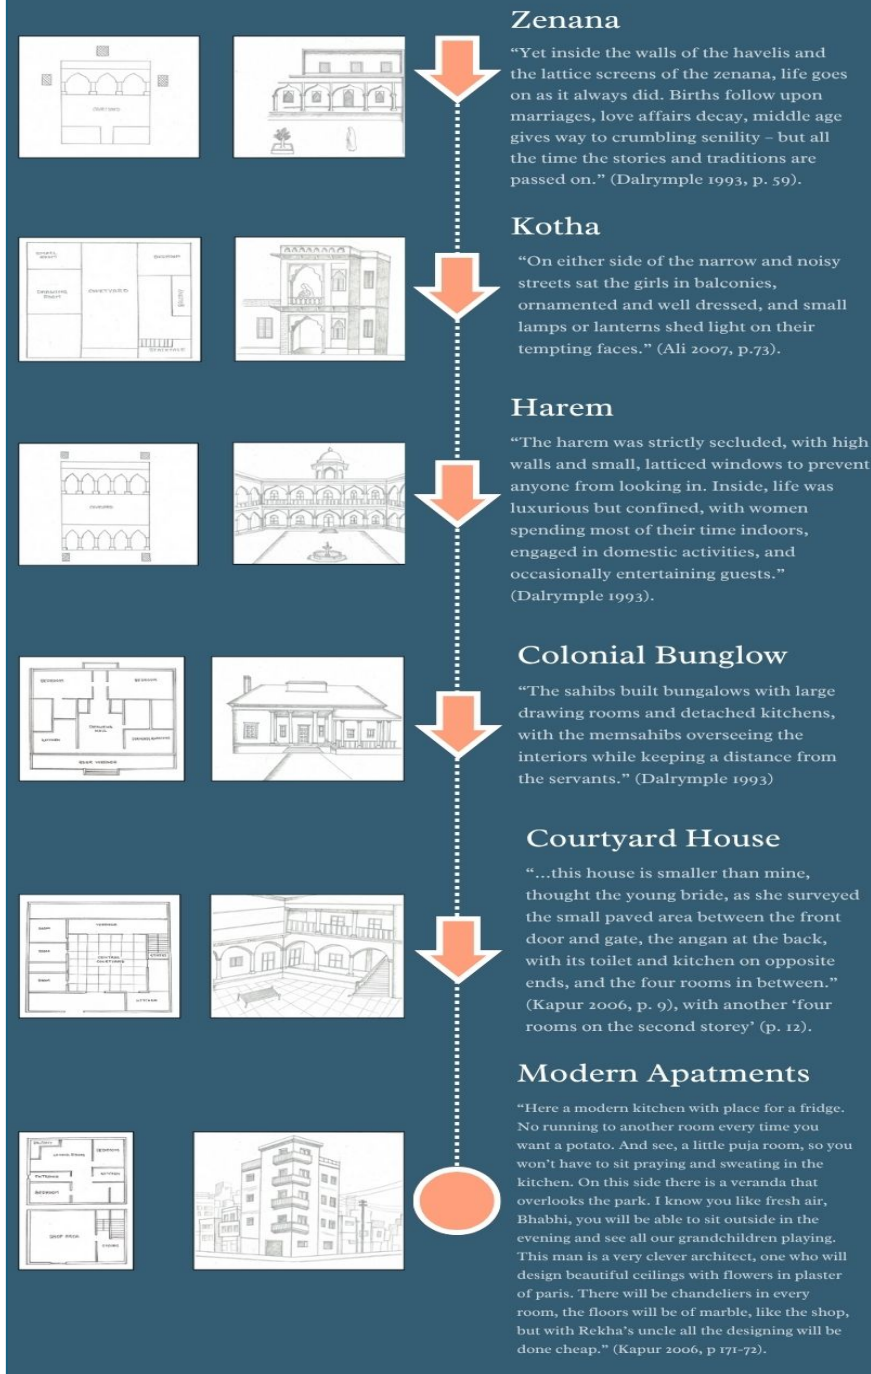 Zenana
“Yet inside the walls of the havelis and
the lattice screens of the zenana, life goes
on as it always did. Births follow upon
marriages, love affairs decay, middle age
gives way to crumbling senility – but all
the time the stories and traditions are
passed on.” (Dalrymple 1993, p. 59).
Kotha
“On either side of the narrow and noisy
streets sat the girls in balconies,
ornamented and well dressed, and small
lamps or lanterns shed light on their
tempting faces.” (Ali 2007, p.73).
DRAWING ROOM
COURTYARD
Harem
“The harem was strictly secluded, with high
walls and small, latticed windows to prevent
anyone from looking in. Inside, life was
luxurious but confined, with women
spending most of their time indoors,
engaged in domestic activities, and
occasionally entertaining guests.”
(Dalrymple 1993).
Colonial Bunglow
“The sahibs built bungalows with large
drawing rooms and detached kitchens,
with the memsahibs overseeing the
interiors while keeping a distance from
the servants.” (Dalrymple 1993)
BEDROOM
BEDROOM
KITCHEN
Courtyard House
“...this house is smaller than mine,
thought the young bride, as she surveyed
the small paved area between the front
door and gate, the angan at the back,
with its toilet and kitchen on opposite
ends, and the four rooms in between.”
(Kapur 2006, p. 9), with another ‘four
rooms on the second storey’ (p. 12).
ROOM
ROOM
ROOM
CENTRAL
COURTYARD
KITCHEN
Modern Apatments
“Here a modern kitchen with place for a fridge.
No running to another room every time you
want a potato. And see, a little puja room, so you
won’t have to sit praying and sweating in the
kitchen. On this side there is a veranda that
overlooks the park. I know you like fresh air,
Bhabhi, you will be able to sit outside in the
evening and see all our grandchildren playing.
This man is a very clever architect, one who will
design beautiful ceilings with flowers in plaster
of paris. There will be chandeliers in every
room, the floors will be of marble, like the shop,
but with Rekha’s uncle all the designing will be
done cheap.” (Kapur 2006, p 171-72).
BEDROOM
KITCHEN
BEDROOM